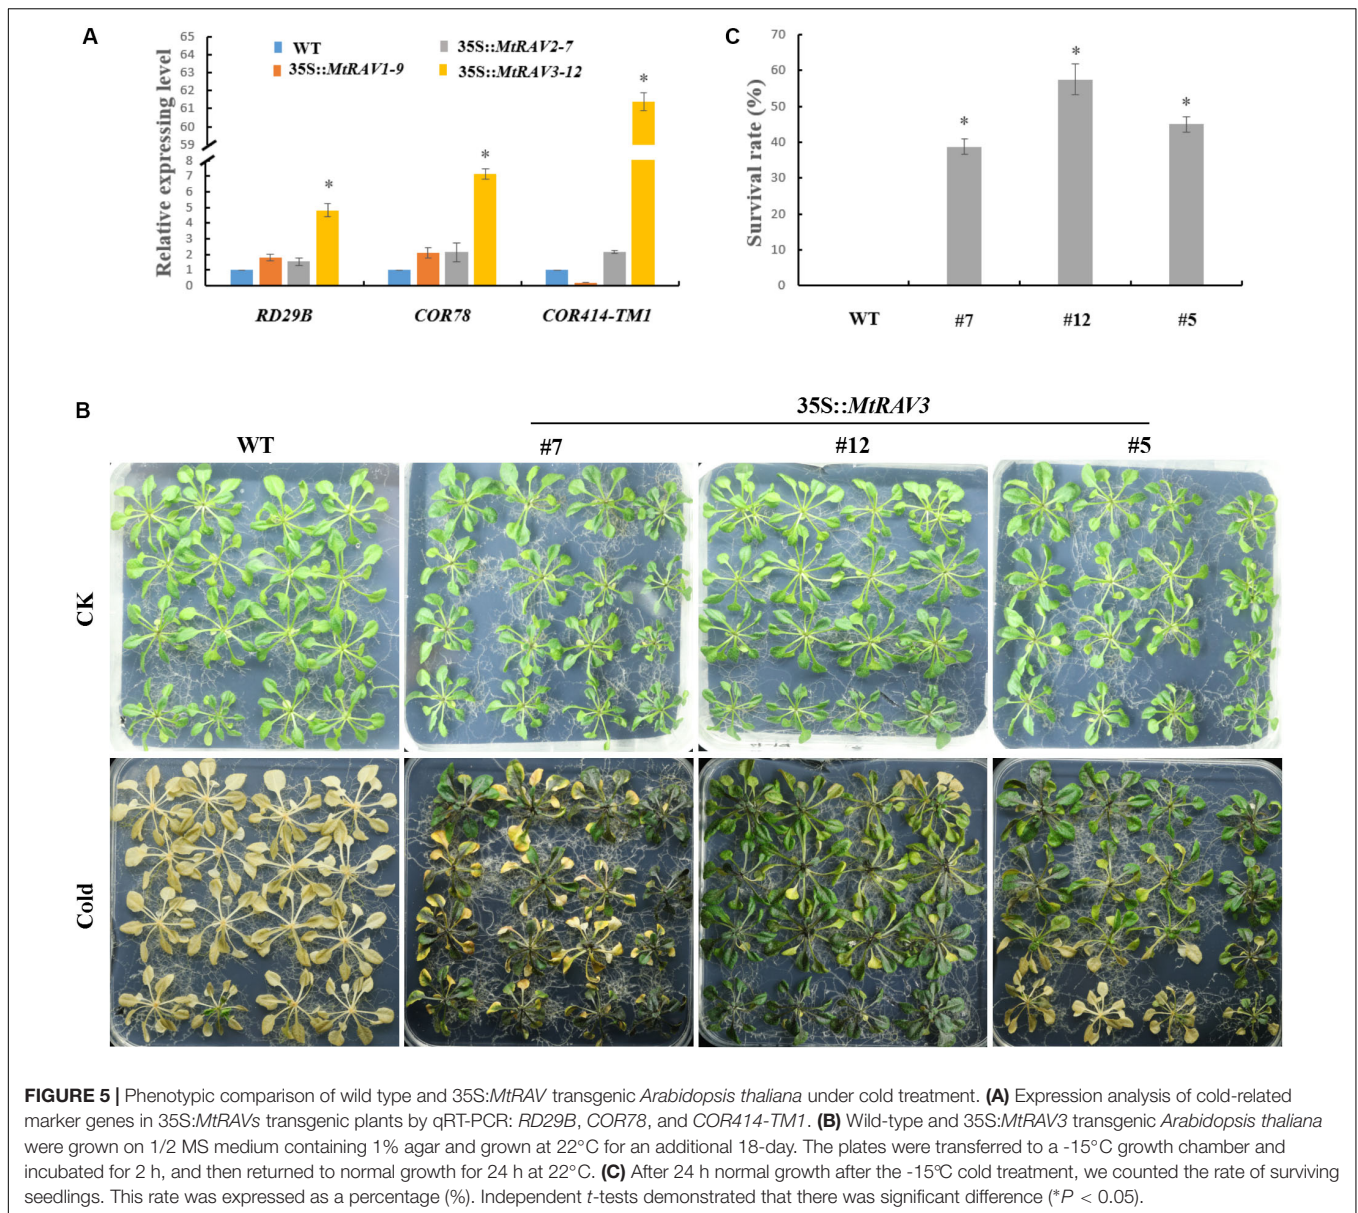 A
Relative expressing level
65
64
63
62
61
60
59
8
7
6
5
4
3
2
1
0
WT
35S::MtRAV1-9
35S::MtRAV2-7
35S::MtRAV3-12
*
*
*
RD29B
COR78
COR414-TM1
C
Survival rate (%)
70
60
50
40
30
20
10
0
*
*
*
WT
#7
#12
#5
B
35S::MtRAV3
WT
#7
#12
#5
CK
Cold
FIGURE 5 | Phenotypic comparison of wild type and 35S:MtRAV transgenic Arabidopsis thaliana under cold treatment. (A) Expression analysis of cold-related
marker genes in 35S:MtRAVs transgenic plants by qRT-PCR: RD29B, COR78, and COR414-TM1. (B) Wild-type and 35S:MtRAV3 transgenic Arabidopsis thaliana
were grown on 1/2 MS medium containing 1% agar and grown at 22°C for an additional 18-day. The plates were transferred to a -15°C growth chamber and
incubated for 2 h, and then returned to normal growth for 24 h at 22°C. (C) After 24 h normal growth after the -15°C cold treatment, we counted the rate of surviving
seedlings. This rate was expressed as a percentage (%). Independent t-tests demonstrated that there was significant difference (*P < 0.05).